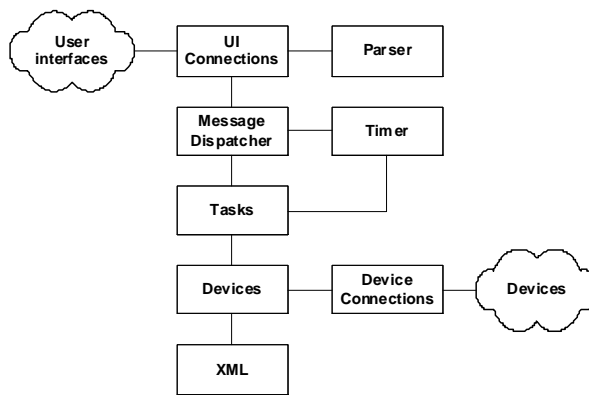 User
interfaces
UI
Connections
Parser
Message
Dispatcher
Timer
Tasks
Devices
Device
Connections
Devices
XML